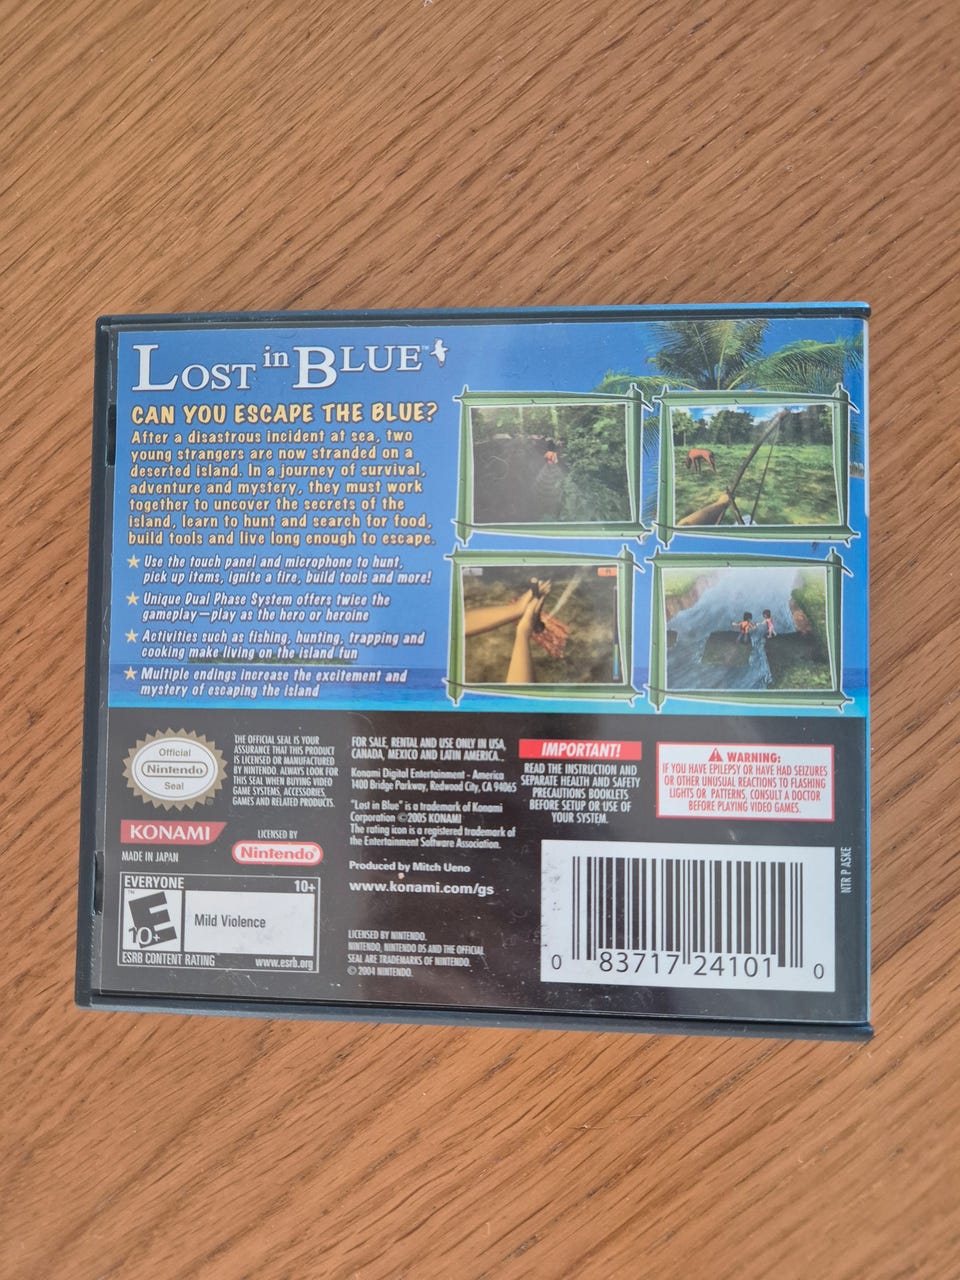 LOST in BLUE™
CAN YOU ESCAPE THE BLUE?
After a disastrous incident at sea, two
young strangers are now stranded on a
deserted island. In a journey of survival,
adventure and mystery, they must work
together to uncover the secrets of the
island, learn to hunt and search for food,
build tools and live long enough to escape.
★ Use the touch panel and microphone to hunt,
pick up items, ignite a fire, build tools and more!
★ Unique Dual Phase System offers twice the
gameplay—play as the hero or heroine
★ Activities such as fishing, hunting, trapping and
cooking make living on the island fun
★ Multiple endings increase the excitement and
mystery of escaping the island
Official
Nintendo
Seal
THE OFFICIAL SEAL IS YOUR
ASSURANCE THAT THIS PRODUCT
IS LICENSED OR MANUFACTURED
BY NINTENDO. ALWAYS LOOK FOR
THIS SEAL WHEN BUYING VIDEO
GAME SYSTEMS, ACCESSORIES,
GAMES AND RELATED PRODUCTS.
KONAMI
MADE IN JAPAN
LICENSED BY
Nintendo
EVERYONE 10+
E
10+
™
Mild Violence
ESRB CONTENT RATING www.esrb.org
FOR SALE, RENTAL AND USE ONLY IN USA,
CANADA, MEXICO AND LATIN AMERICA.
Konami Digital Entertainment - America
1400 Bridge Parkway, Redwood City, CA 94065
"Lost in Blue" is a trademark of Konami
Corporation ©2005 KONAMI
The rating icon is a registered trademark of
the Entertainment Software Association.
Produced by Mitch Ueno
www.konami.com/gs
LICENSED BY NINTENDO.
NINTENDO, NINTENDO DS AND THE OFFICIAL
SEAL ARE TRADEMARKS OF NINTENDO.
© 2004 NINTENDO.
IMPORTANT!
READ THE INSTRUCTION AND
SEPARATE HEALTH AND SAFETY
PRECAUTIONS BOOKLETS
BEFORE SETUP OR USE OF
YOUR SYSTEM.
WARNING:
IF YOU HAVE EPILEPSY OR HAVE HAD SEIZURES
OR OTHER UNUSUAL REACTIONS TO FLASHING
LIGHTS OR PATTERNS, CONSULT A DOCTOR
BEFORE PLAYING VIDEO GAMES.
0 83717 24101 0
NTR P ASKE